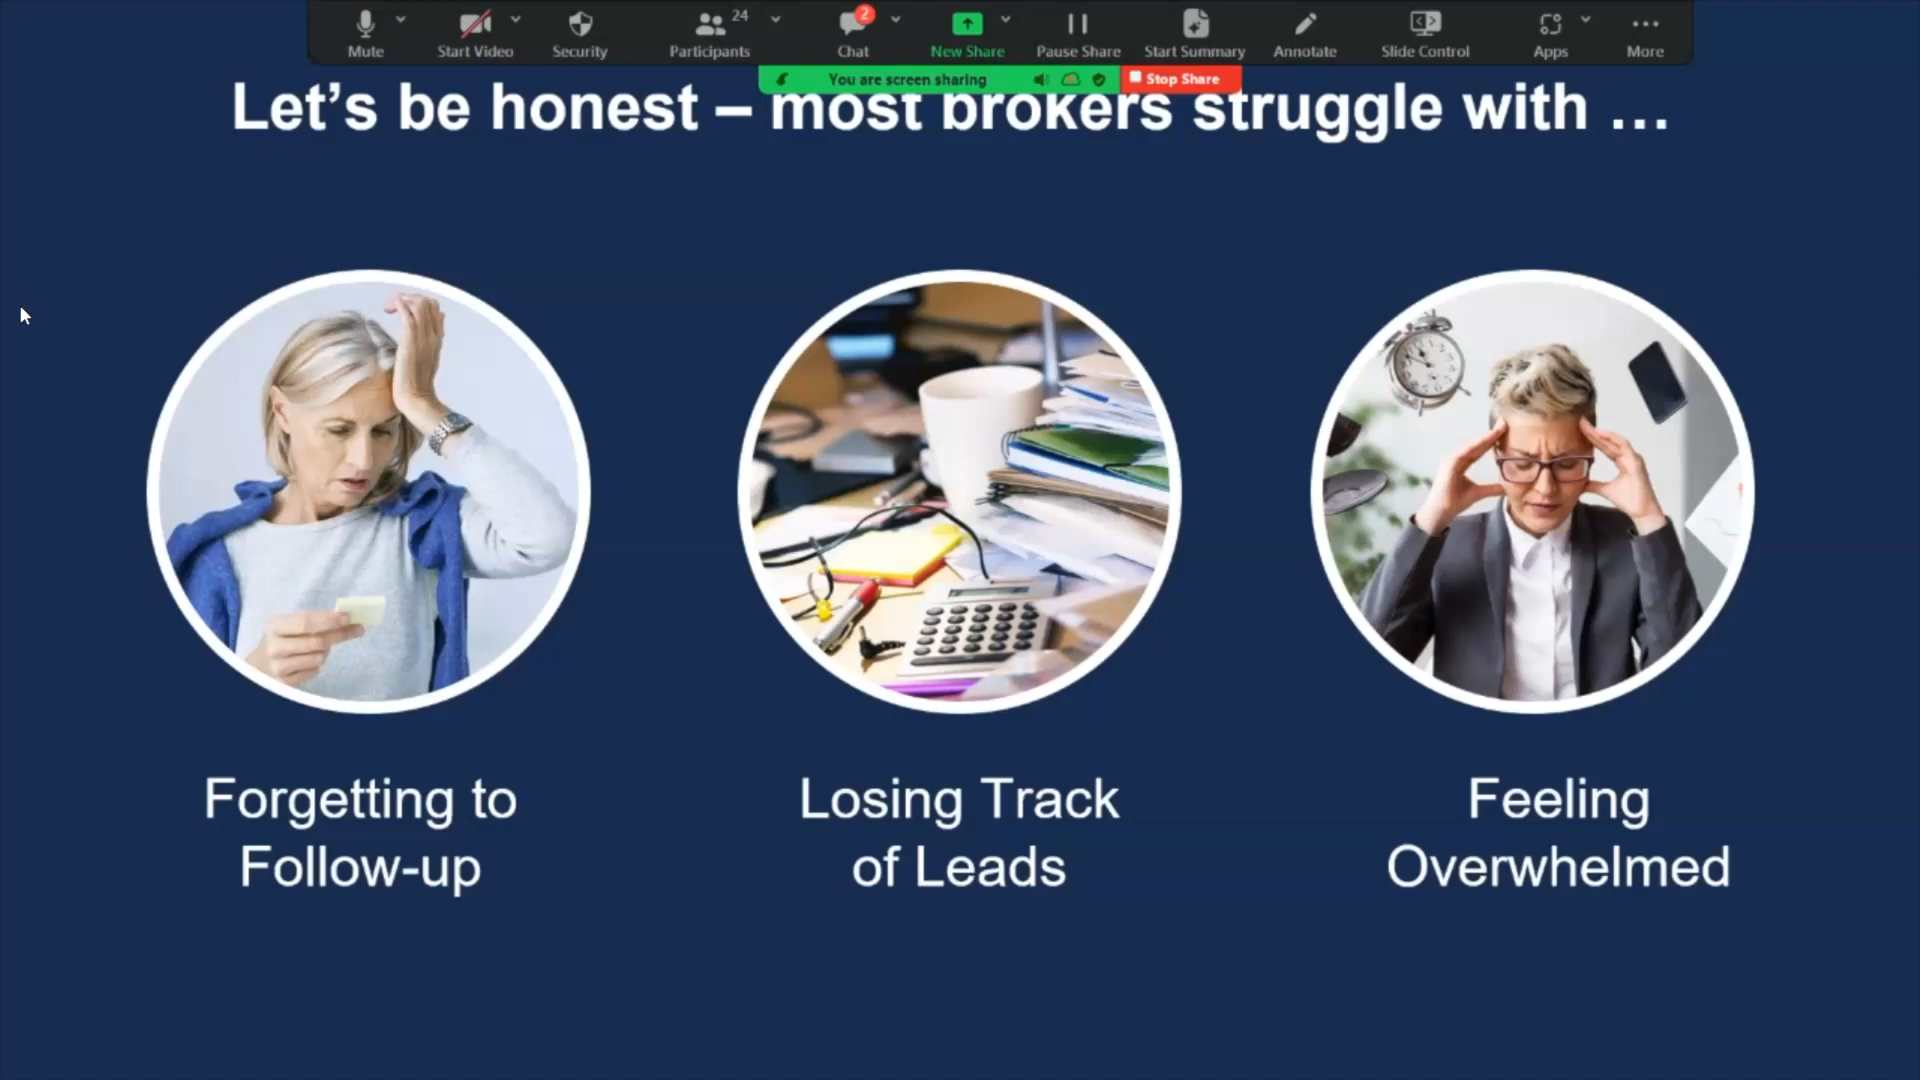 Mute
Start Video
Security
24
Participants
2
Chat
New Share
Pause Share
Start Summary
Annotate
Slide Control
Apps
More
You are screen sharing
Stop Share
Let’s be honest – most brokers struggle with …
Forgetting to
Follow-up
Losing Track
of Leads
Feeling
Overwhelmed